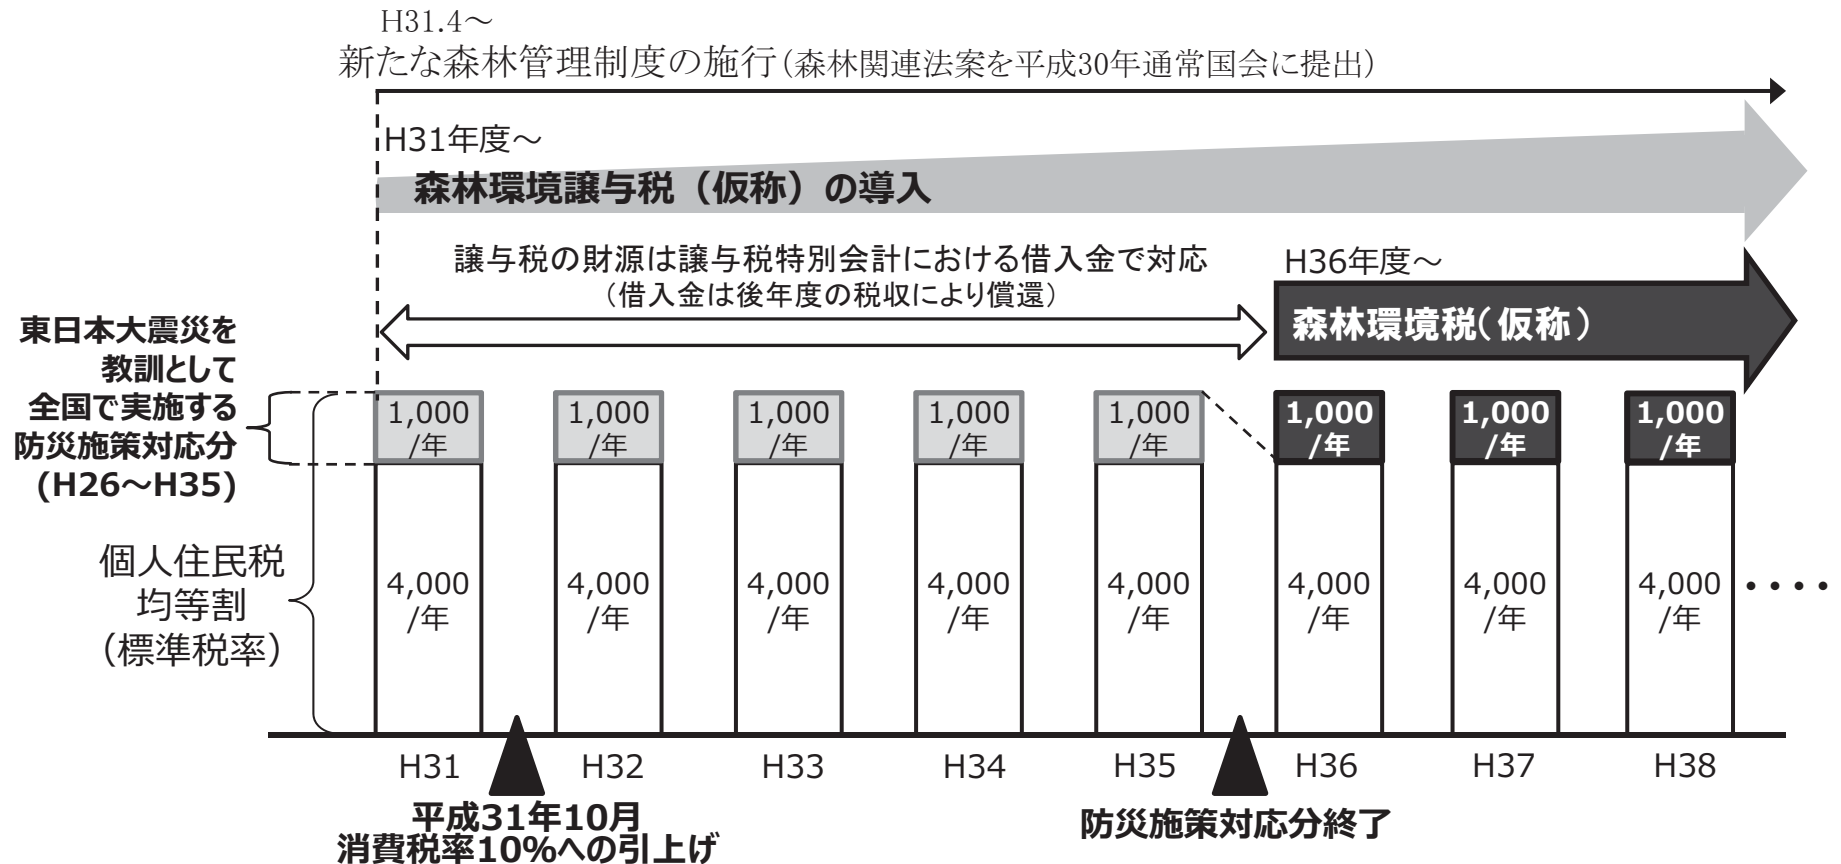 H31.4～
新たな森林管理制度の施行（森林関連法案を平成30年通常国会に提出）
H31年度～
森林環境譲与税（仮称）の導入
譲与税の財源は譲与税特別会計における借入金で対応
（借入金は後年度の税収により償還）
H36年度～
森林環境税（仮称）
東日本大震災を
教訓として
全国で実施する
防災施策対応分
(H26～H35)
1,000
/年
1,000
/年
1,000
/年
1,000
/年
1,000
/年
1,000
/年
1,000
/年
1,000
/年
個人住民税
均等割
（標準税率）
4,000
/年
4,000
/年
4,000
/年
4,000
/年
4,000
/年
4,000
/年
4,000
/年
4,000
/年
・・・・
H31
H32
H33
H34
H35
H36
H37
H38
平成31年10月
消費税率10%への引上げ
防災施策対応分終了